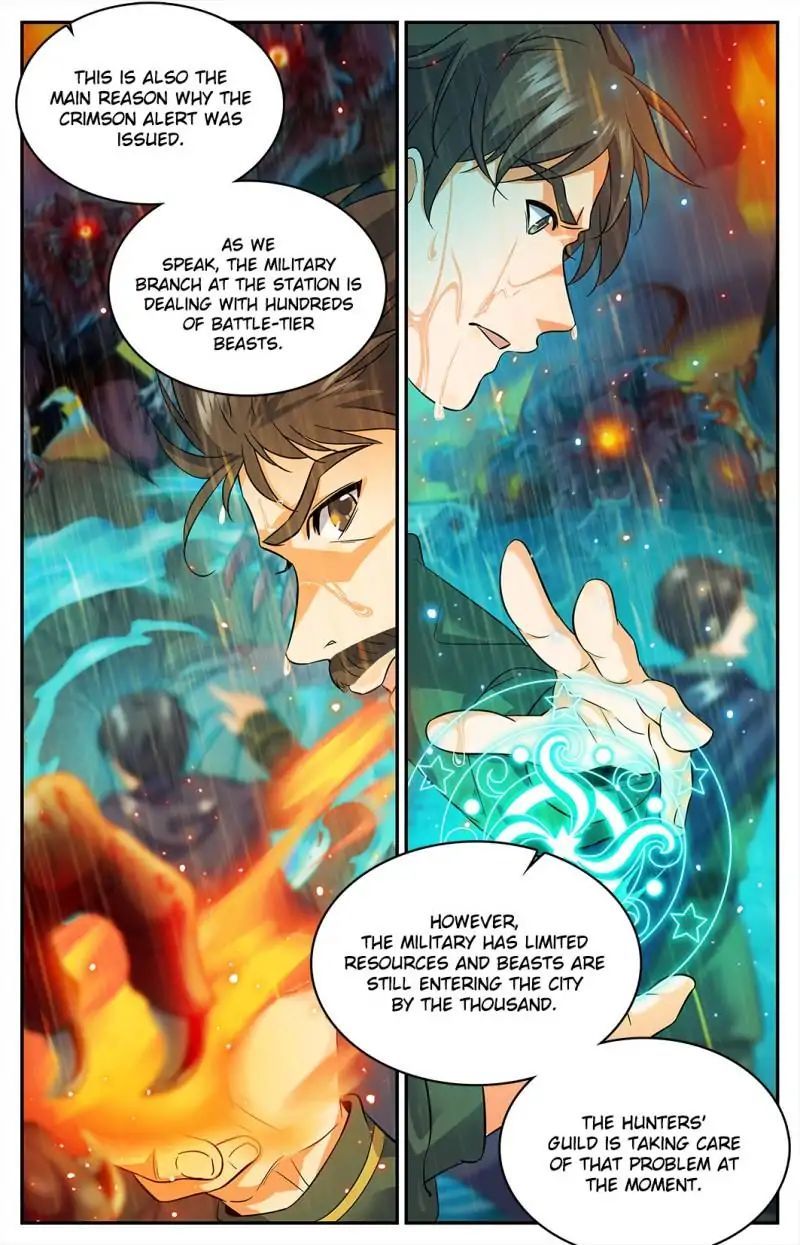 THIS IS ALSO THE
MAIN REASON WHY THE
CRIMSON ALERT WAS
ISSUED.
AS WE
SPEAK, THE MILITARY
BRANCH AT THE STATION IS
DEALING WITH HUNDREDS
OF BATTLE-TIER
BEASTS.
HOWEVER,
THE MILITARY HAS LIMITED
RESOURCES AND BEASTS ARE
STILL ENTERING THE CITY
BY THE THOUSAND.
THE HUNTERS'
GUILD IS TAKING CARE
OF THAT PROBLEM AT
THE MOMENT.